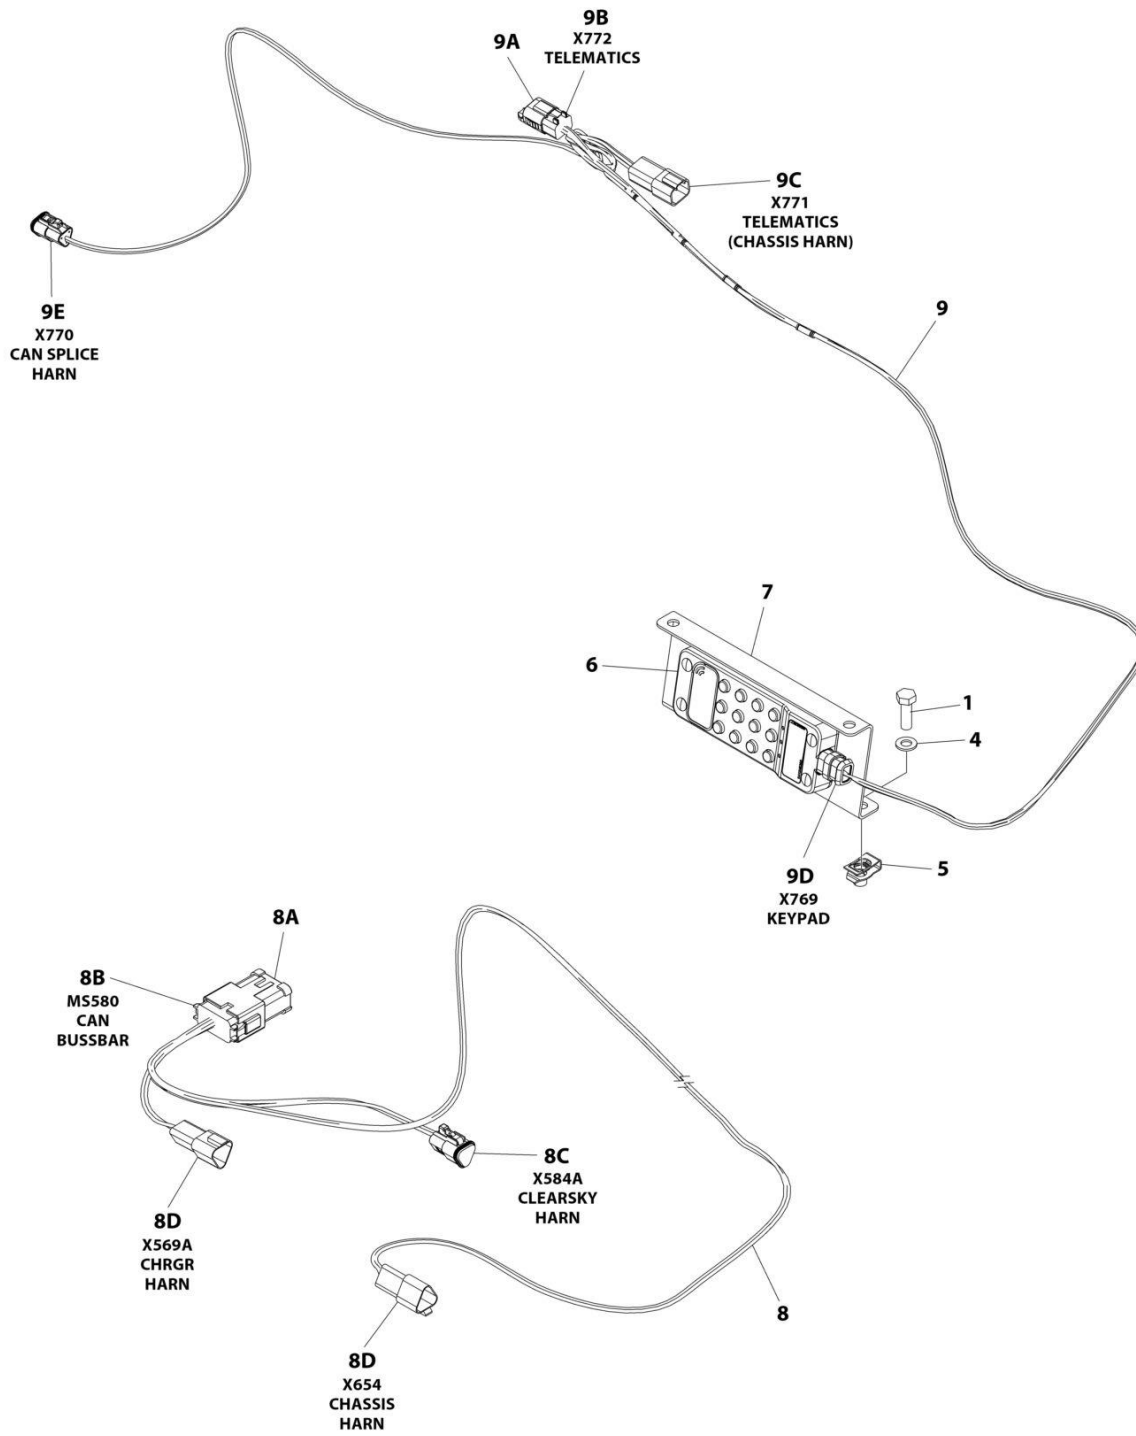 9B
X772
TELEMATICS
9A
9C
X771
TELEMATICS
(CHASSIS HARN)
9E
X770
CAN SPLICE
HARN
9
7
6
1
4
5
9D
X769
KEYPAD
8A
8B
MS580
CAN
BUSSBAR
8C
X584A
CLEARSKY
HARN
8D
X569A
CHRGR
HARN
8
8D
X654
CHASSIS
HARN